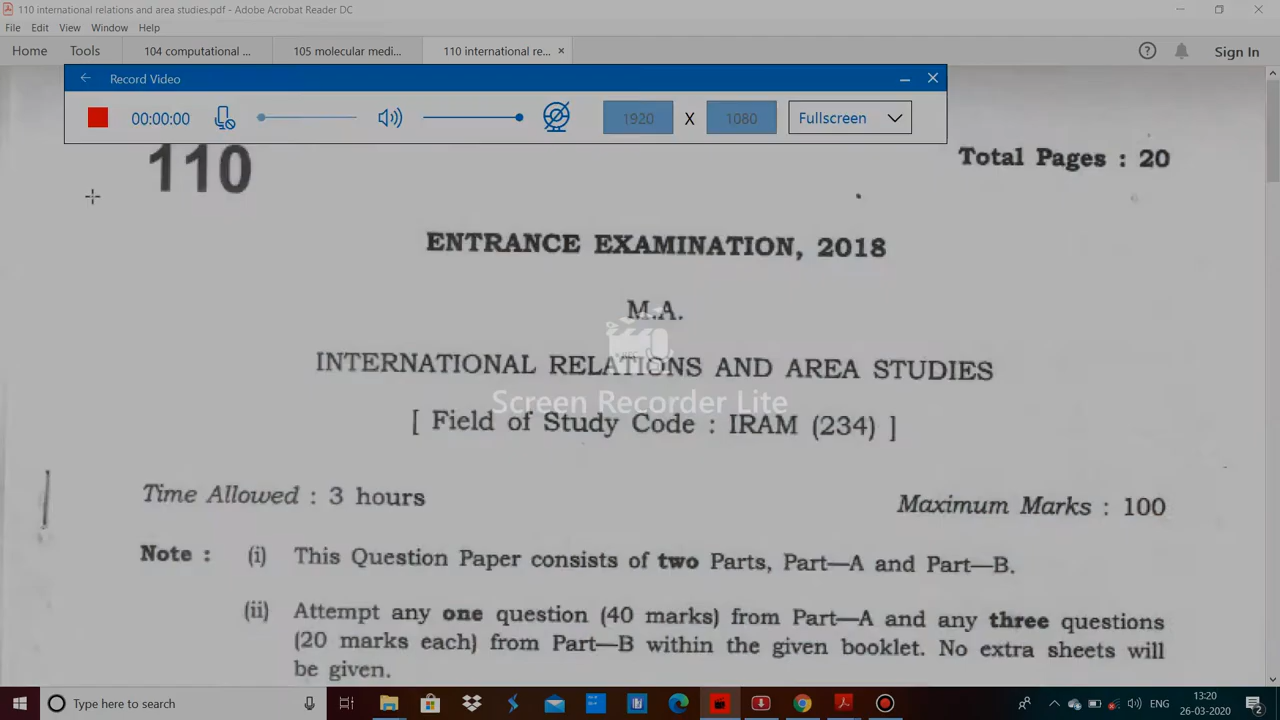 110 international relations and area studies.pdf - Adobe Acrobat Reader DC
File Edit View Window Help
Home Tools 104 computational ... 105 molecular medi... 110 international re... × Sign In
Record Video
00:00:00 1920 X 1080 Fullscreen
110
Total Pages : 20
ENTRANCE EXAMINATION, 2018
M.A.
INTERNATIONAL RELATIONS AND AREA STUDIES
Screen Recorder Lite
[ Field of Study Code : IRAM (234) ]
Time Allowed : 3 hours
Maximum Marks : 100
Note : (i) This Question Paper consists of two Parts, Part—A and Part—B.
(ii) Attempt any one question (40 marks) from Part—A and any three questions
(20 marks each) from Part—B within the given booklet. No extra sheets will
be given.
Type here to search
ENG
13:20
26-03-2020
2